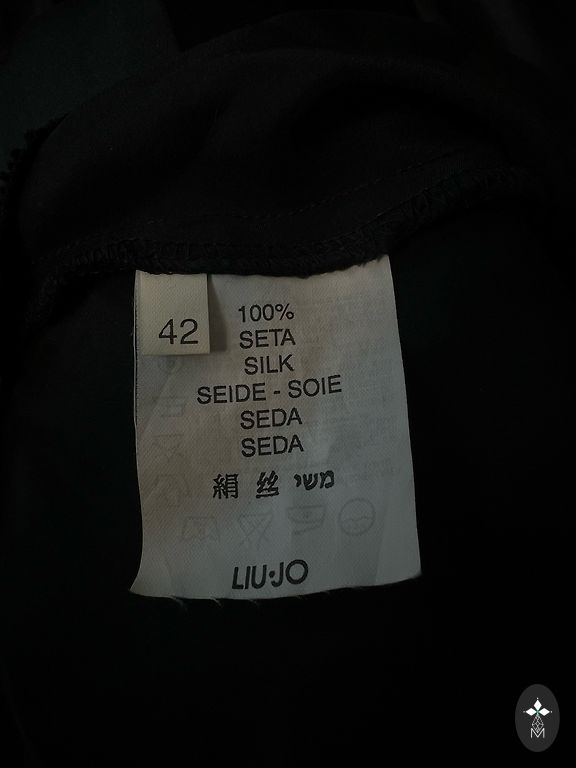 42
100%
SETA
SILK
SEIDE - SOIE
SEDA
SEDA
絹 丝 משי
LIU·JO
M